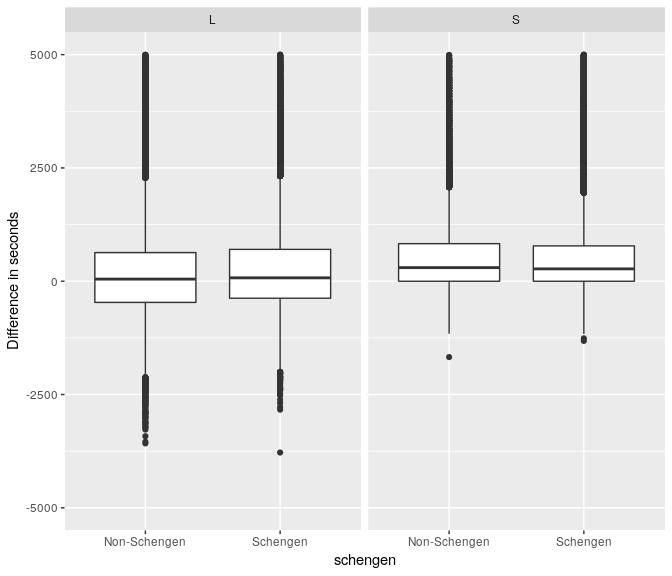 L
S
Difference in seconds
5000
2500
0
-2500
-5000
Non-Schengen
Schengen
Non-Schengen
Schengen
schengen